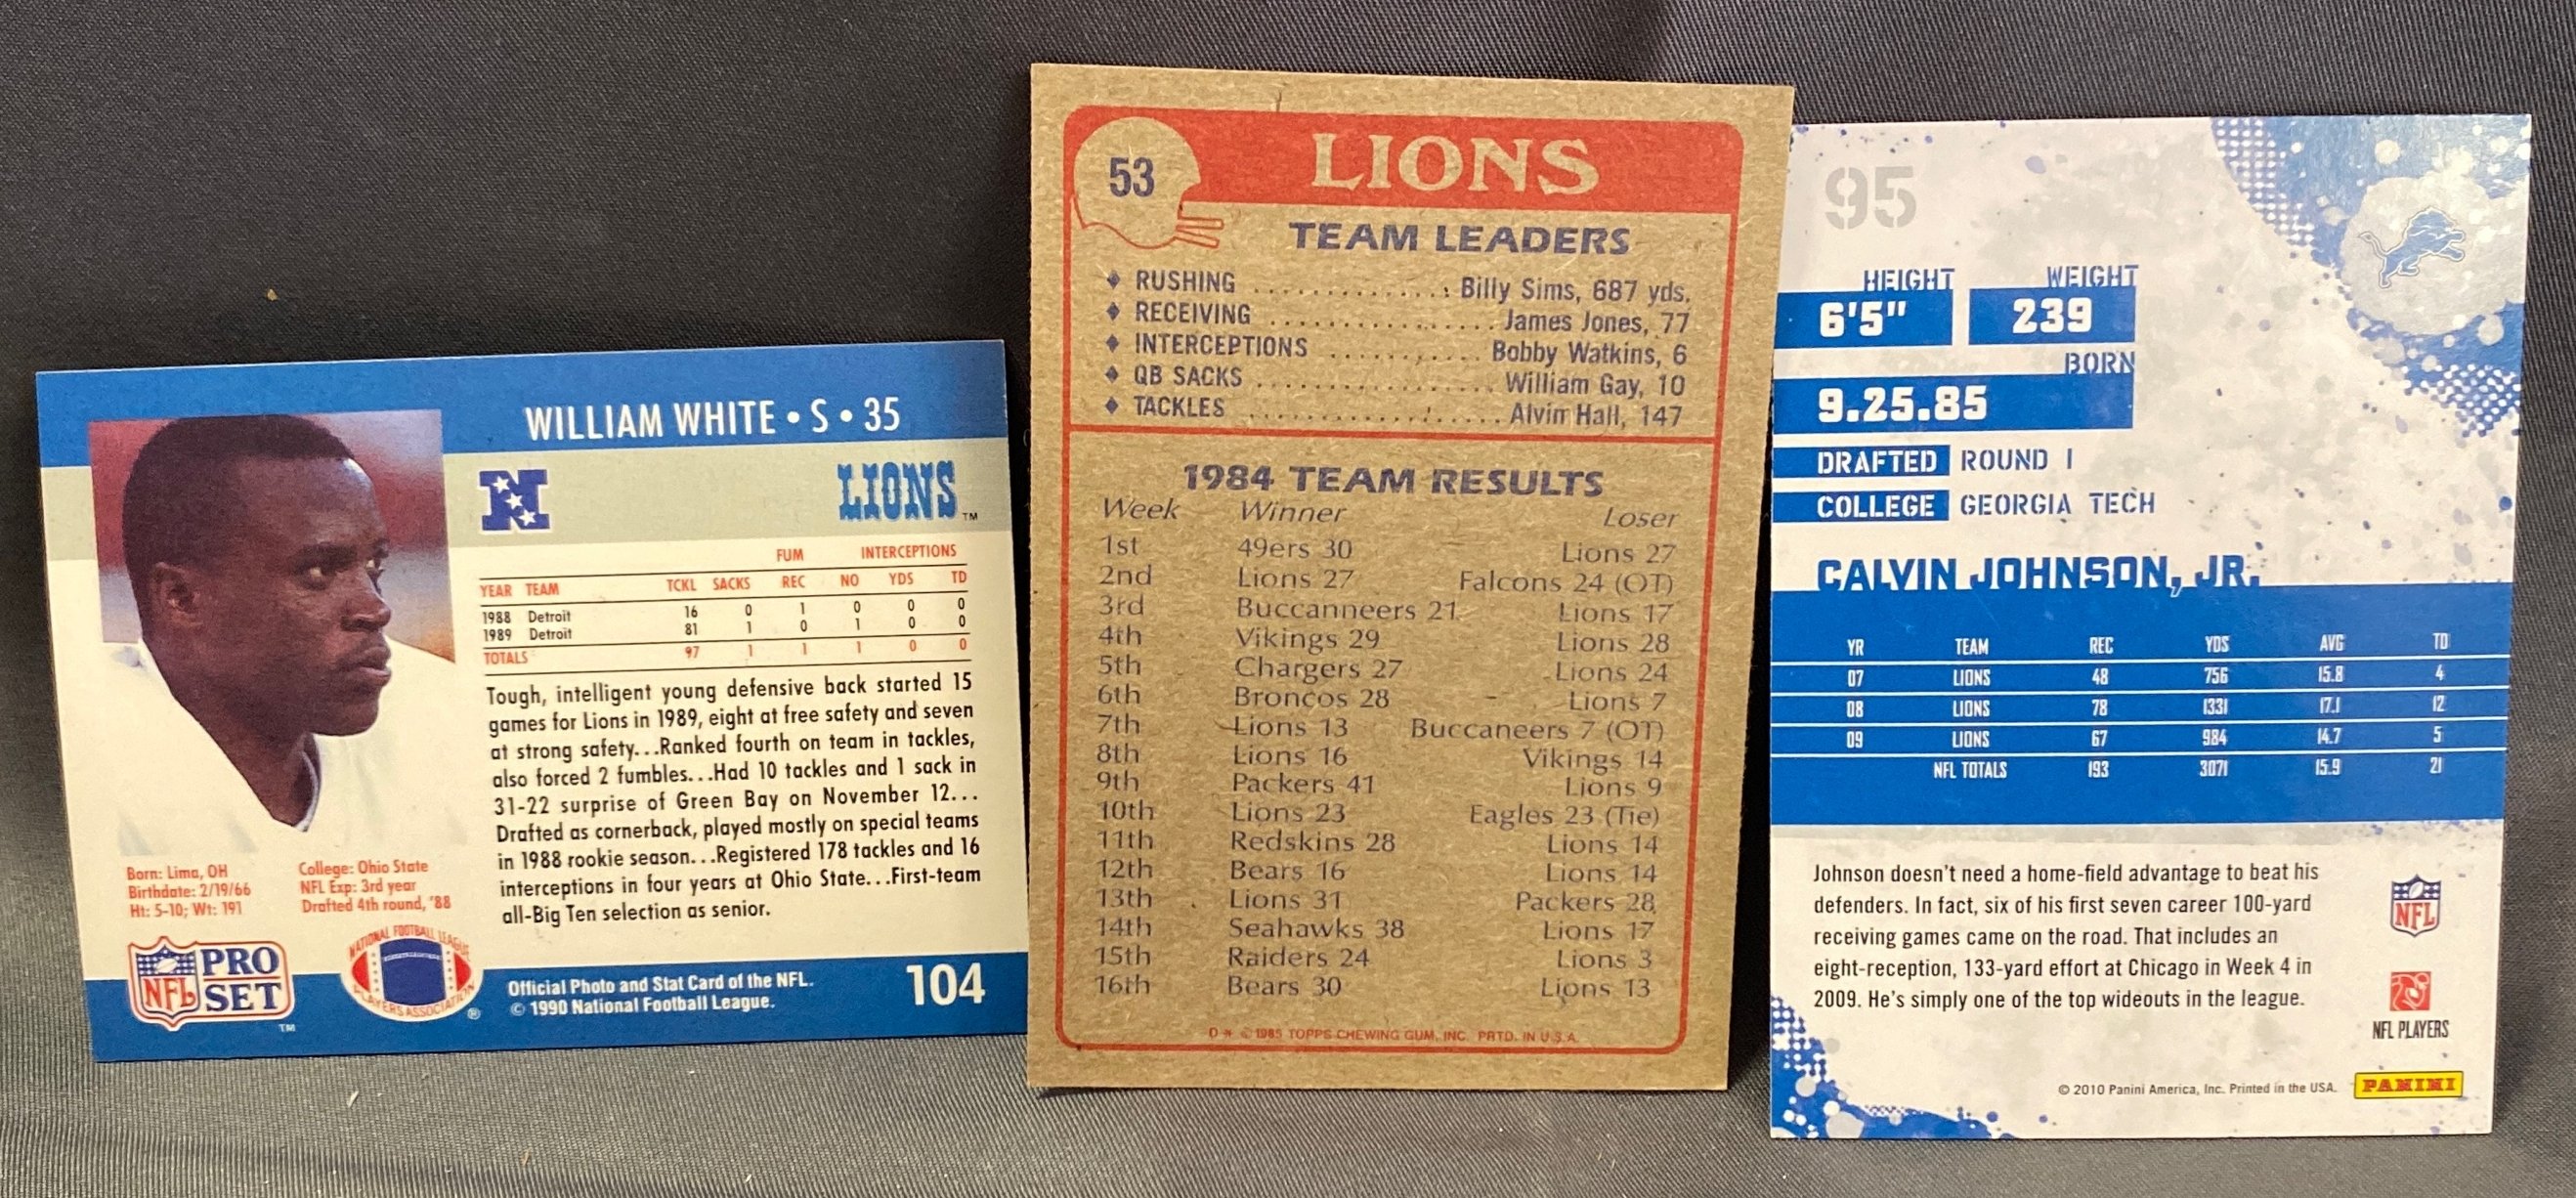 WILLIAM WHITE • S • 35
N
LIONS™
FUM INTERCEPTIONS
YEAR TEAM TCKL SACKS REC NO YDS TD
1988 Detroit 16 0 1 0 0 0
1989 Detroit 81 1 0 1 0 0
TOTALS 97 1 1 1 0 0
Tough, intelligent young defensive back started 15
games for Lions in 1989, eight at free safety and seven
at strong safety...Ranked fourth on team in tackles,
also forced 2 fumbles...Had 10 tackles and 1 sack in
31-22 surprise of Green Bay on November 12...
Drafted as cornerback, played mostly on special teams
in 1988 rookie season...Registered 178 tackles and 16
interceptions in four years at Ohio State...First-team
all-Big Ten selection as senior.
Born: Lima, OH
Birthdate: 2/19/66
Ht: 5-10; Wt: 191
College: Ohio State
NFL Exp: 3rd year
Drafted 4th round, '88
NFL PRO SET™
NATIONAL FOOTBALL LEAGUE
PLAYERS ASSOCIATION®
Official Photo and Stat Card of the NFL.
© 1990 National Football League.
104
53
LIONS
TEAM LEADERS
♦ RUSHING .............. Billy Sims, 687 yds.
♦ RECEIVING ................ James Jones, 77
♦ INTERCEPTIONS .......... Bobby Watkins, 6
♦ QB SACKS ................. William Gay, 10
♦ TACKLES .................. Alvin Hall, 147
1984 TEAM RESULTS
Week Winner Loser
1st 49ers 30 Lions 27
2nd Lions 27 Falcons 24 (OT)
3rd Buccanneers 21 Lions 17
4th Vikings 29 Lions 28
5th Chargers 27 Lions 24
6th Broncos 28 Lions 7
7th Lions 13 Buccaneers 7 (OT)
8th Lions 16 Vikings 14
9th Packers 41 Lions 9
10th Lions 23 Eagles 23 (Tie)
11th Redskins 28 Lions 14
12th Bears 16 Lions 14
13th Lions 31 Packers 28
14th Seahawks 38 Lions 17
15th Raiders 24 Lions 3
16th Bears 30 Lions 13
D* © 1985 TOPPS CHEWING GUM, INC. PRTD. IN U.S.A.
95
HEIGHT WEIGHT
6'5" 239
BORN
9.25.85
DRAFTED ROUND 1
COLLEGE GEORGIA TECH
CALVIN JOHNSON, JR.
YR TEAM REC YDS AVG TD
07 LIONS 48 756 15.8 4
08 LIONS 78 1331 17.1 12
09 LIONS 67 984 14.7 5
NFL TOTALS 193 3071 15.9 21
Johnson doesn't need a home-field advantage to beat his
defenders. In fact, six of his first seven career 100-yard
receiving games came on the road. That includes an
eight-reception, 133-yard effort at Chicago in Week 4 in
2009. He's simply one of the top wideouts in the league.
NFL
NFL PLAYERS
© 2010 Panini America, Inc. Printed in the USA.
PANINI